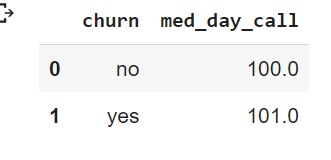 churn med_day_call
0 no 100.0
1 yes 101.0